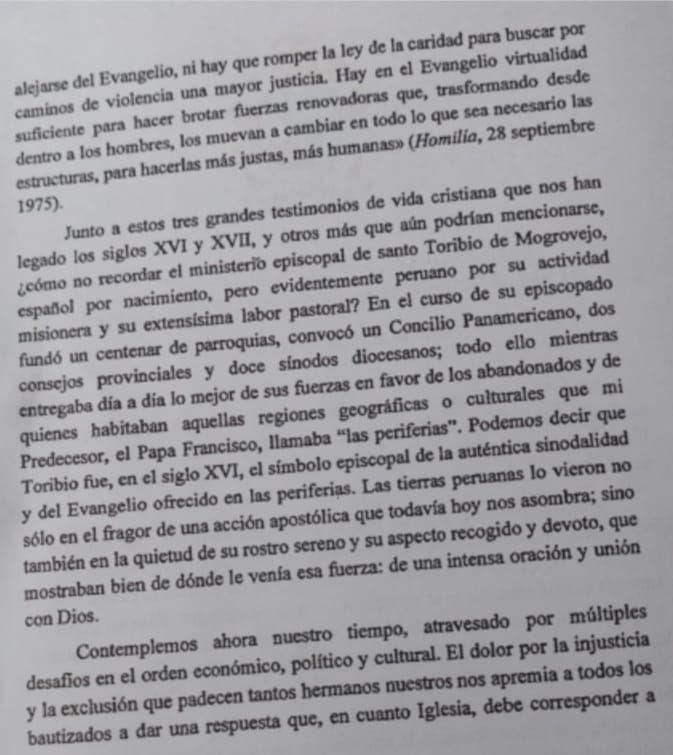 alejarse del Evangelio, ni hay que romper la ley de la caridad para buscar por
caminos de violencia una mayor justicia. Hay en el Evangelio virtualidad
suficiente para hacer brotar fuerzas renovadoras que, trasformando desde
dentro a los hombres, los muevan a cambiar en todo lo que sea necesario las
estructuras, para hacerlas más justas, más humanas» (Homilía, 28 septiembre
1975).
Junto a estos tres grandes testimonios de vida cristiana que nos han
legado los siglos XVI y XVII, y otros más que aún podrían mencionarse,
¿cómo no recordar el ministerio episcopal de santo Toribio de Mogrovejo,
español por nacimiento, pero evidentemente peruano por su actividad
misionera y su extensísima labor pastoral? En el curso de su episcopado
fundó un centenar de parroquias, convocó un Concilio Panamericano, dos
consejos provinciales y doce sínodos diocesanos; todo ello mientras
entregaba día a día lo mejor de sus fuerzas en favor de los abandonados y de
quienes habitaban aquellas regiones geográficas o culturales que mi
Predecesor, el Papa Francisco, llamaba “las periferias”. Podemos decir que
Toribio fue, en el siglo XVI, el símbolo episcopal de la auténtica sinodalidad
y del Evangelio ofrecido en las periferias. Las tierras peruanas lo vieron no
sólo en el fragor de una acción apostólica que todavía hoy nos asombra; sino
también en la quietud de su rostro sereno y su aspecto recogido y devoto, que
mostraban bien de dónde le venía esa fuerza: de una intensa oración y unión
con Dios.
Contemplemos ahora nuestro tiempo, atravesado por múltiples
desafíos en el orden económico, político y cultural. El dolor por la injusticia
y la exclusión que padecen tantos hermanos nuestros nos apremia a todos los
bautizados a dar una respuesta que, en cuanto Iglesia, debe corresponder a